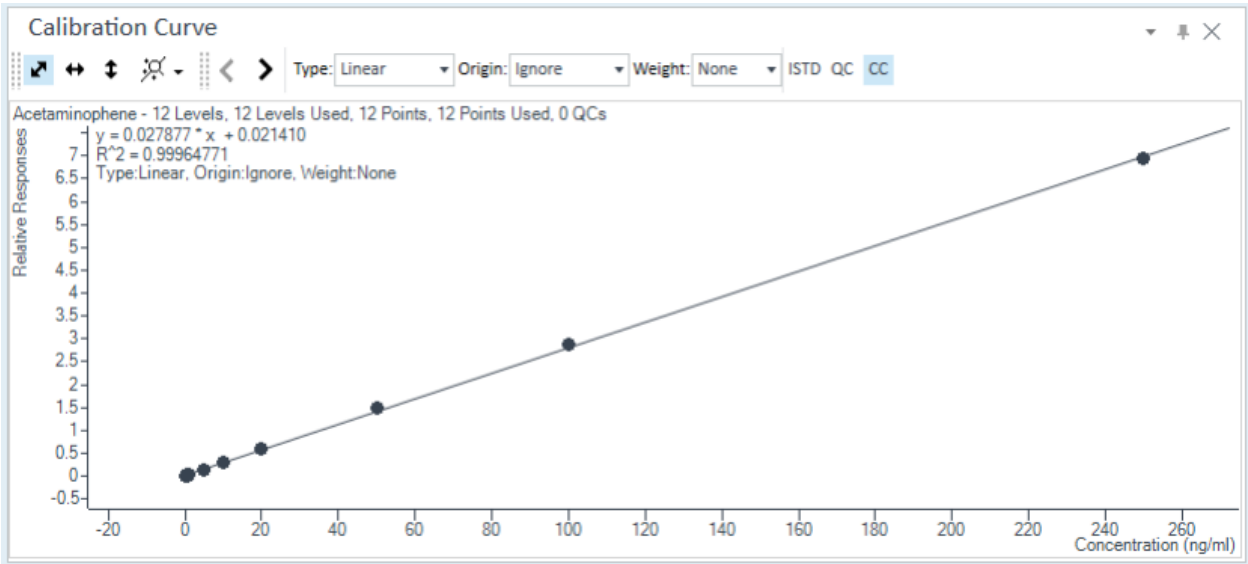 Calibration Curve
Type: Linear Origin: Ignore Weight: None ISTD QC CC
Acetaminophene - 12 Levels, 12 Levels Used, 12 Points, 12 Points Used, 0 QCs
y = 0.027877 * x + 0.021410
R^2 = 0.99964771
Type:Linear, Origin:Ignore, Weight:None
Relative Responses
7
6.5
6
5.5
5
4.5
4
3.5
3
2.5
2
1.5
1
0.5
0
-0.5
-20 0 20 40 60 80 100 120 140 160 180 200 220 240 260
Concentration (ng/ml)